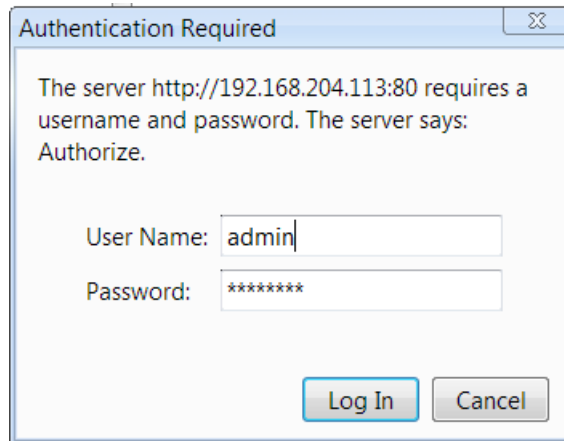 Authentication Required
The server http://192.168.204.113:80 requires a
username and password. The server says:
Authorize.
User Name: admin
Password: ********
Log In Cancel